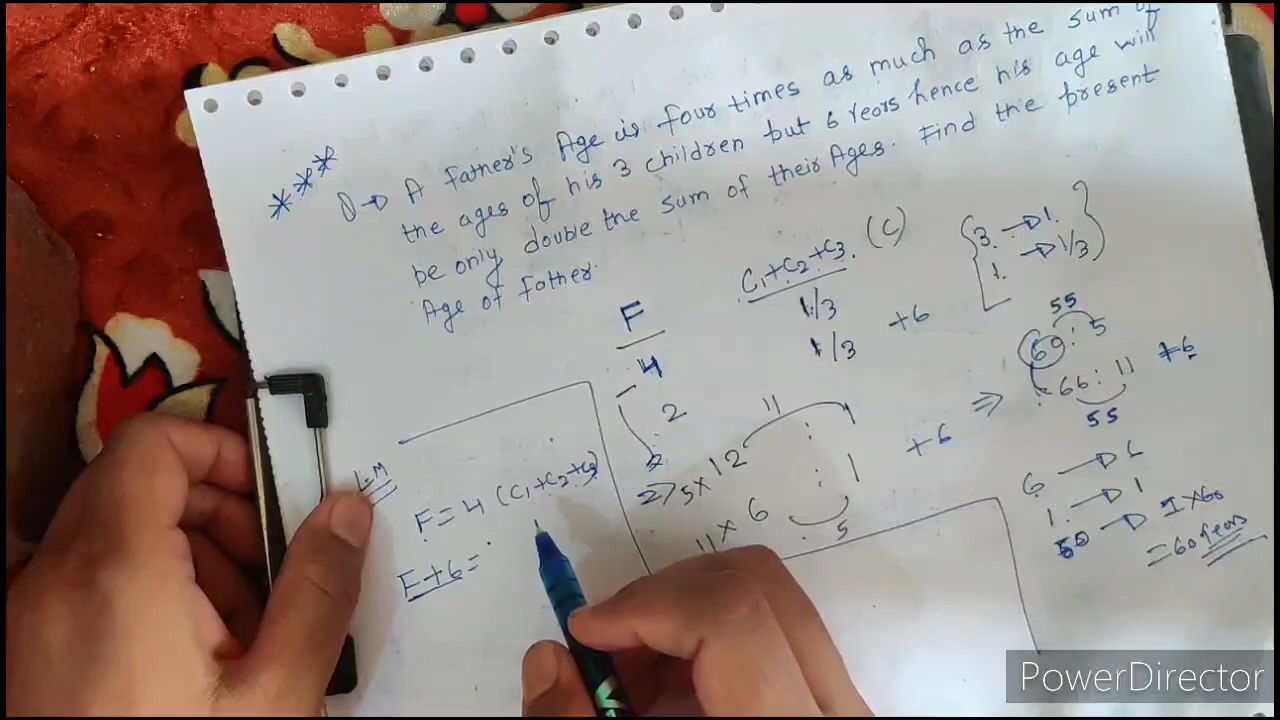 ***
Q→ A Father's Age is four times as much as the sum of
the ages of his 3 children but 6 Years hence his age will
be only double the sum of their Ages. Find the present
Age of Father.
F
C1+C2+C3 (C)
{3 → 1
1. → 1/3}
4
1/3
2
1/3 +6
11
5 x 12 : 1
11 x 6 : 1 +6
5
⇒
55
60 : 5
66 : 11 +6
55
6 → 6
1 → 1
1 x 60
= 60 Years
L.M
F = 4 (C1+C2+C3)
F+6 =
PowerDirector